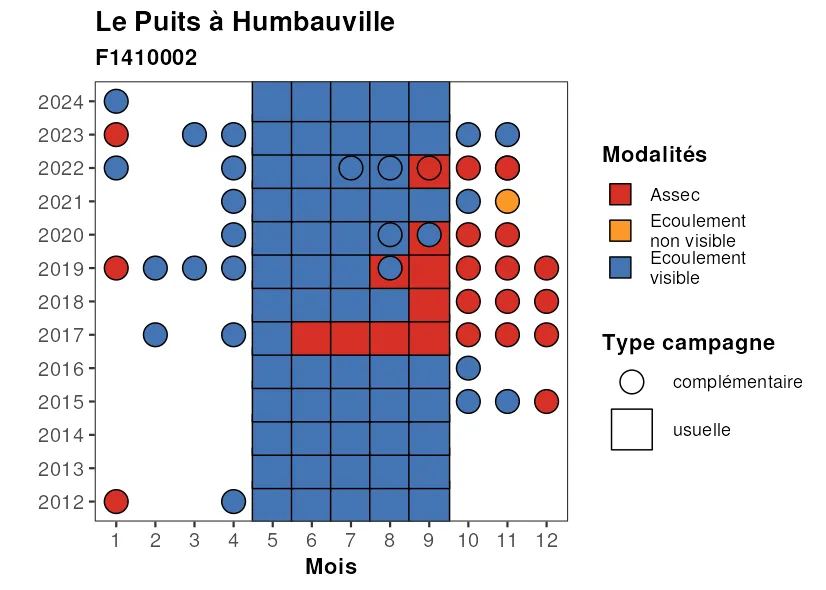 Le Puits à Humbauville
F1410002
2024
2023
2022
2021
2020
2019
2018
2017
2016
2015
2014
2013
2012
1 2 3 4 5 6 7 8 9 10 11 12
Mois
Modalités
Assec
Ecoulement
non visible
Ecoulement
visible
Type campagne
complémentaire
usuelle